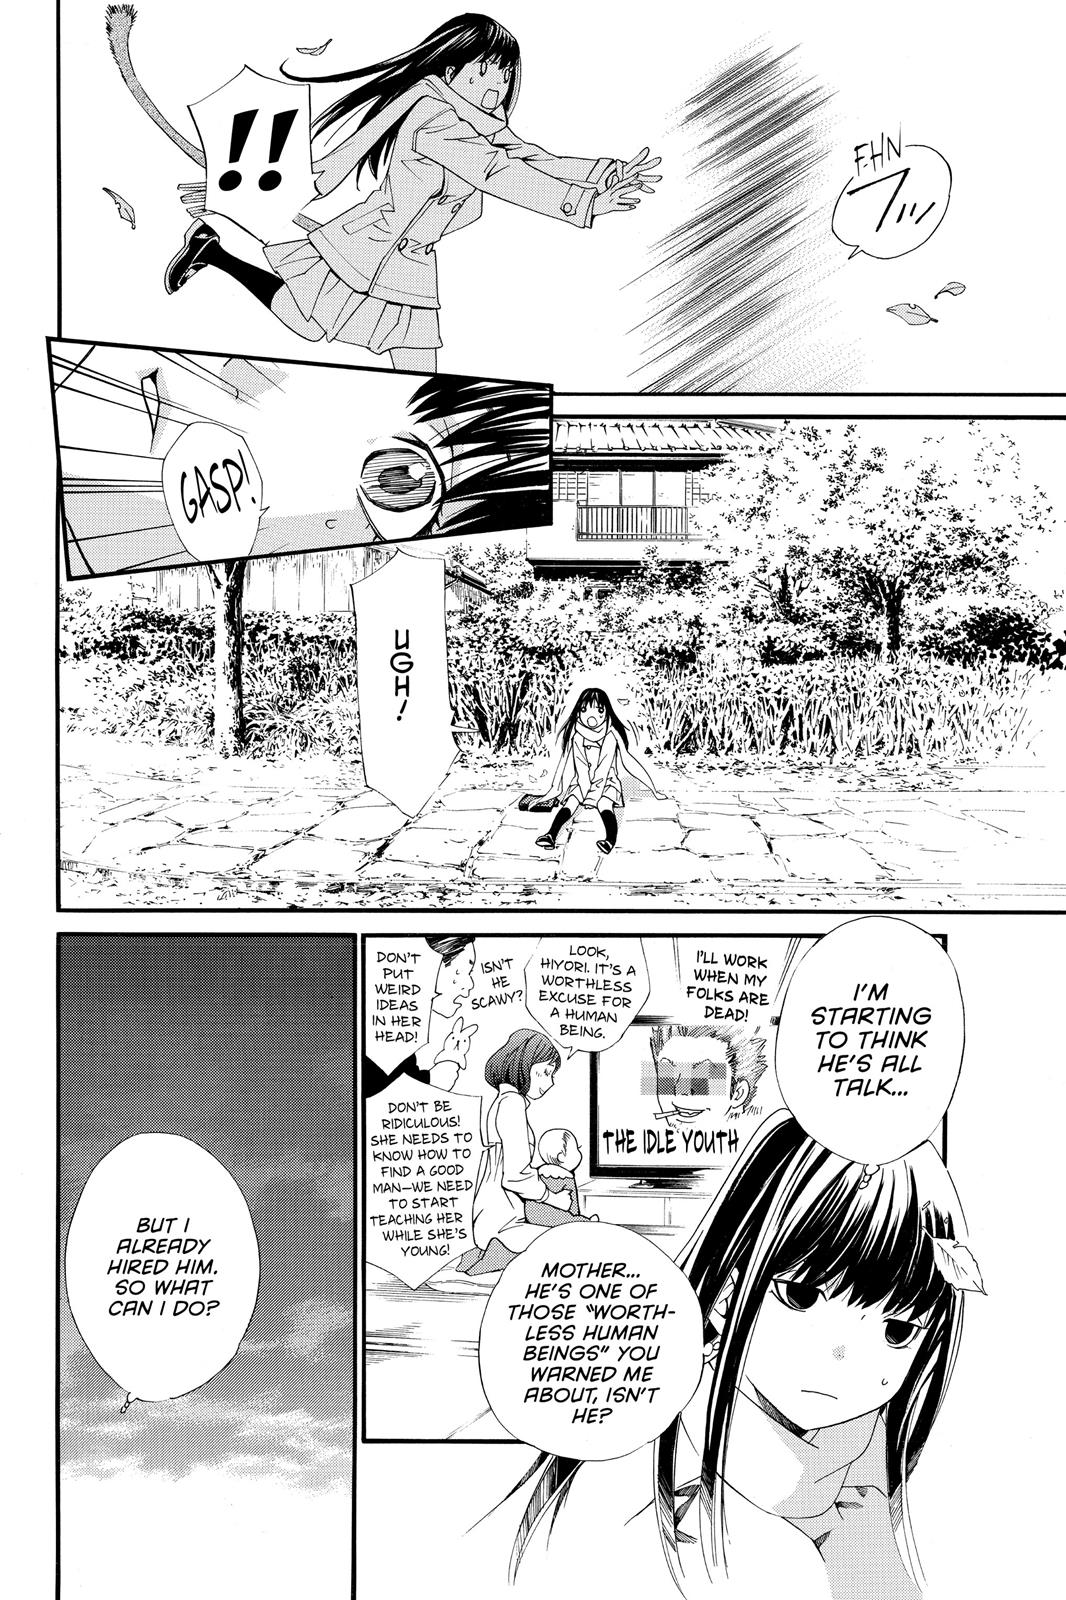 !!
FHN
フッ
GASP!
UGH!
I'LL WORK
WHEN MY
FOLKS ARE
DEAD!
LOOK,
HIYORI. IT'S A
WORTHLESS
EXCUSE FOR
A HUMAN
BEING.
ISN'T
HE
SCAWY?
DON'T
PUT
WEIRD
IDEAS
IN HER
HEAD!
DON'T BE
RIDICULOUS!
SHE NEEDS TO
KNOW HOW TO
FIND A GOOD
MAN—WE NEED
TO START
TEACHING HER
WHILE SHE'S
YOUNG!
THE IDLE YOUTH
I'M
STARTING
TO THINK
HE'S ALL
TALK...
MOTHER...
HE'S ONE OF
THOSE "WORTH-
LESS HUMAN
BEINGS" YOU
WARNED ME
ABOUT, ISN'T
HE?
BUT I
ALREADY
HIRED HIM.
SO WHAT
CAN I DO?